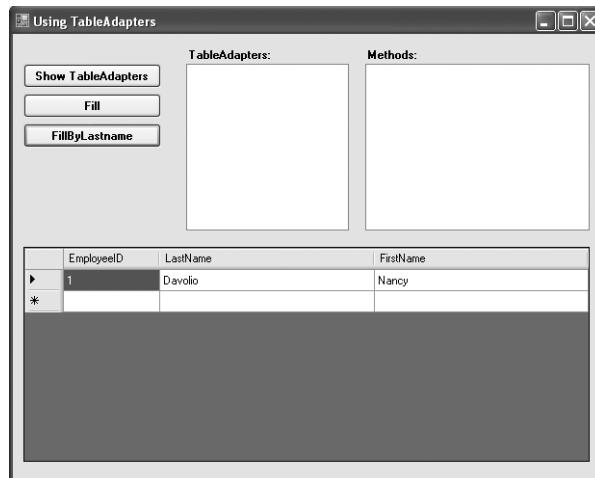 Using TableAdapters
TableAdapters:
Methods:
Show TableAdapters
Fill
FillByLastname
EmployeeID LastName FirstName
1 Davolio Nancy